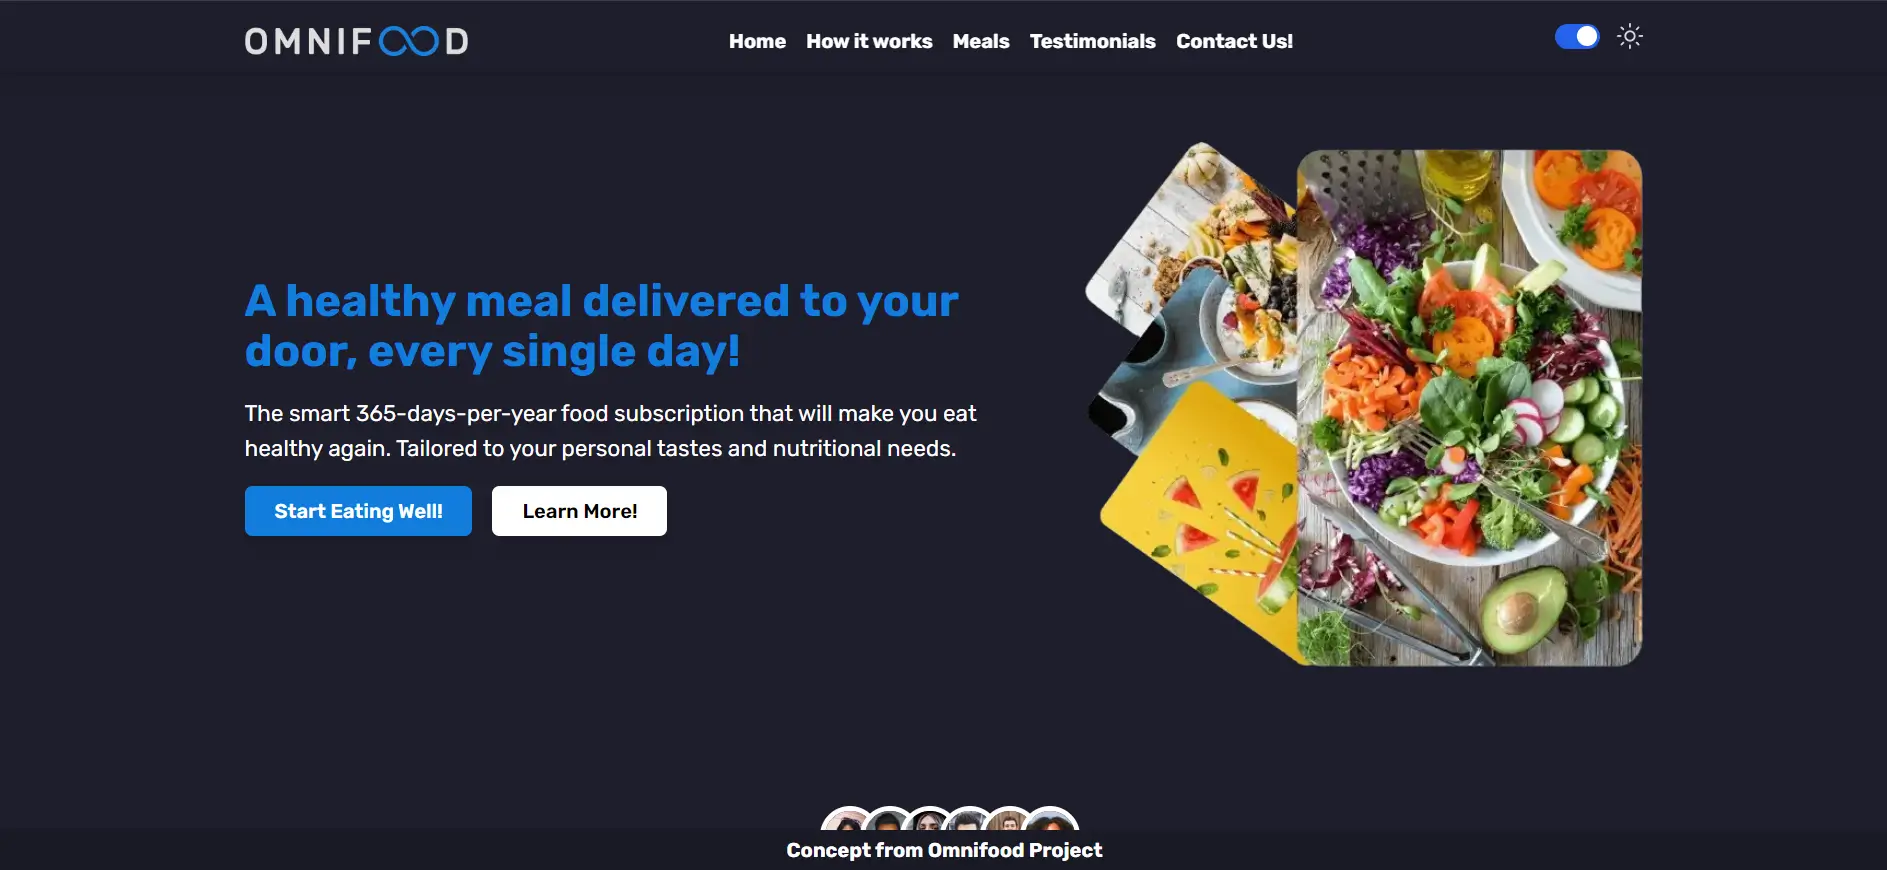 OMNIFOOD
Home How it works Meals Testimonials Contact Us!
A healthy meal delivered to your
door, every single day!
The smart 365-days-per-year food subscription that will make you eat
healthy again. Tailored to your personal tastes and nutritional needs.
Start Eating Well! Learn More!
Concept from Omnifood Project